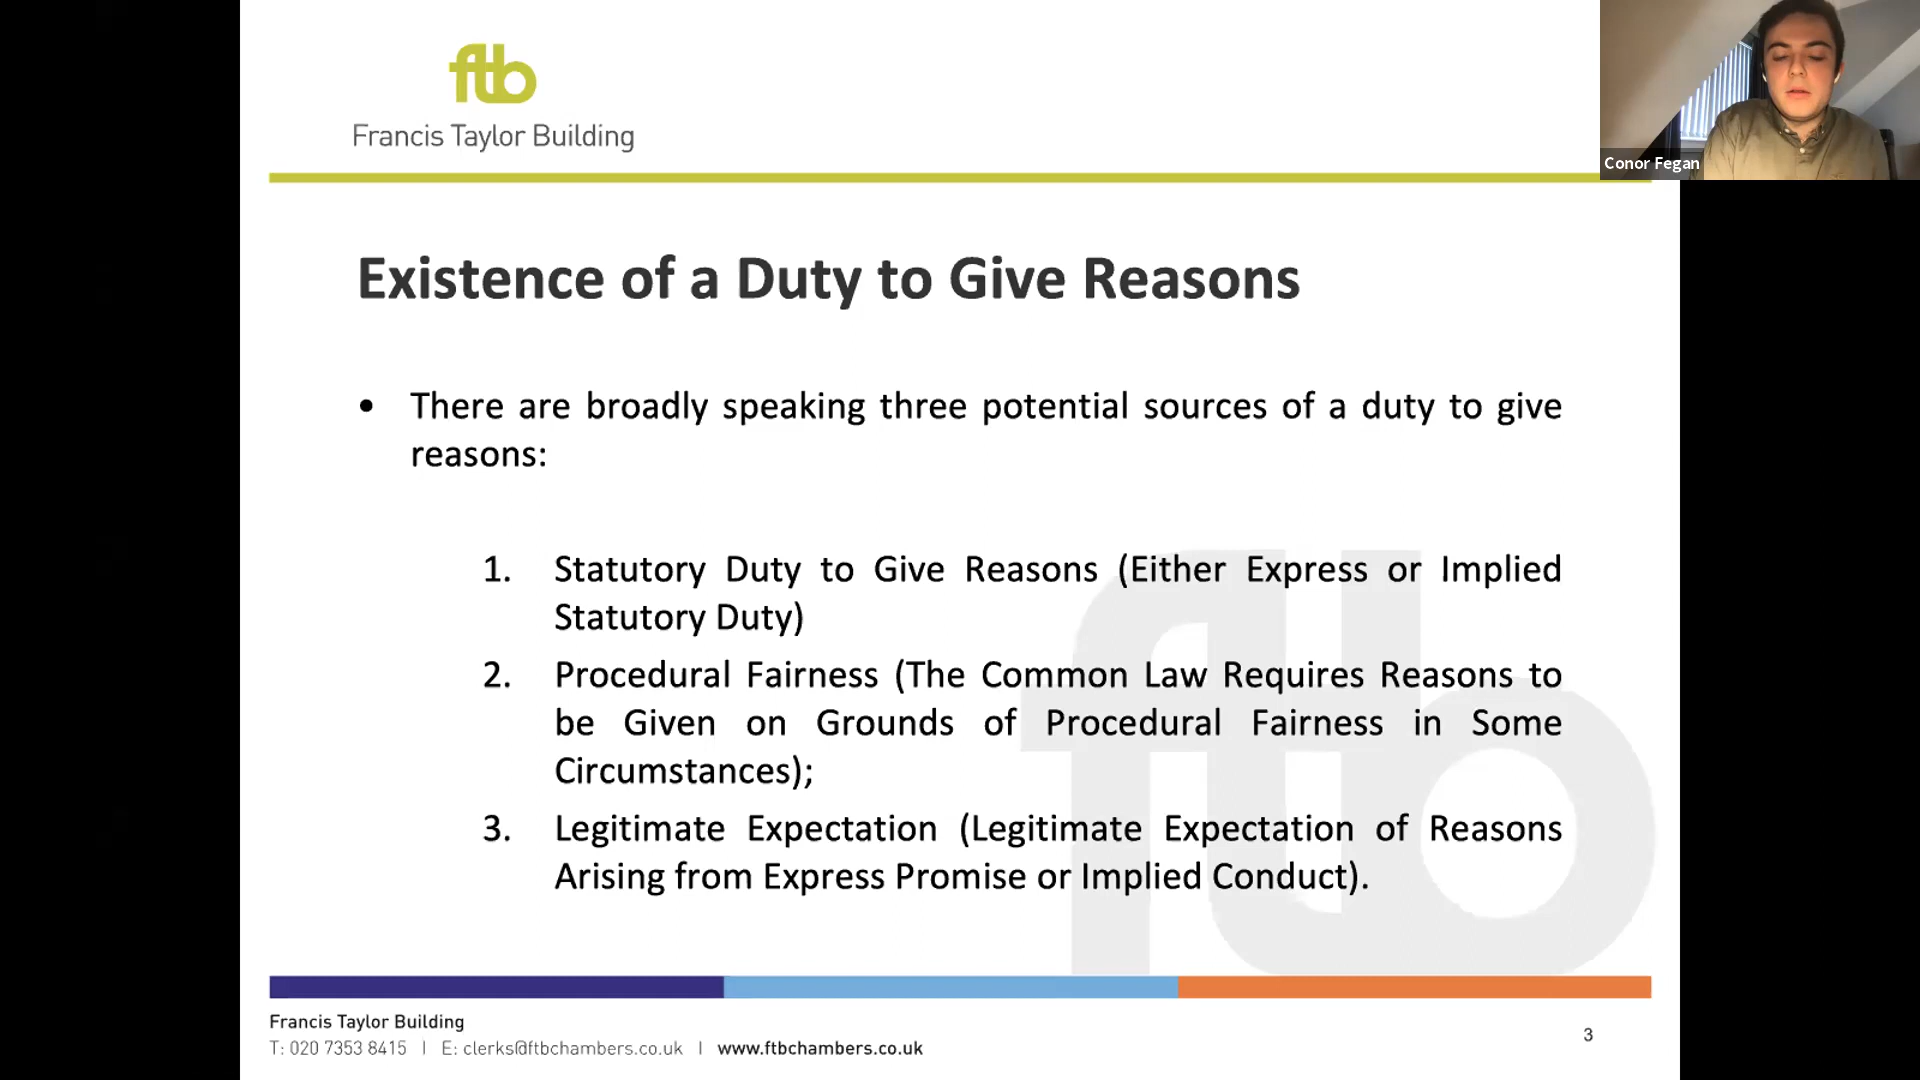 ftb
Francis Taylor Building
Conor Fegan
Existence of a Duty to Give Reasons
• There are broadly speaking three potential sources of a duty to give
reasons:
1. Statutory Duty to Give Reasons (Either Express or Implied
Statutory Duty)
2. Procedural Fairness (The Common Law Requires Reasons to
be Given on Grounds of Procedural Fairness in Some
Circumstances);
3. Legitimate Expectation (Legitimate Expectation of Reasons
Arising from Express Promise or Implied Conduct).
ftb
Francis Taylor Building
T: 020 7353 8415 | E: clerks@ftbchambers.co.uk | www.ftbchambers.co.uk
3